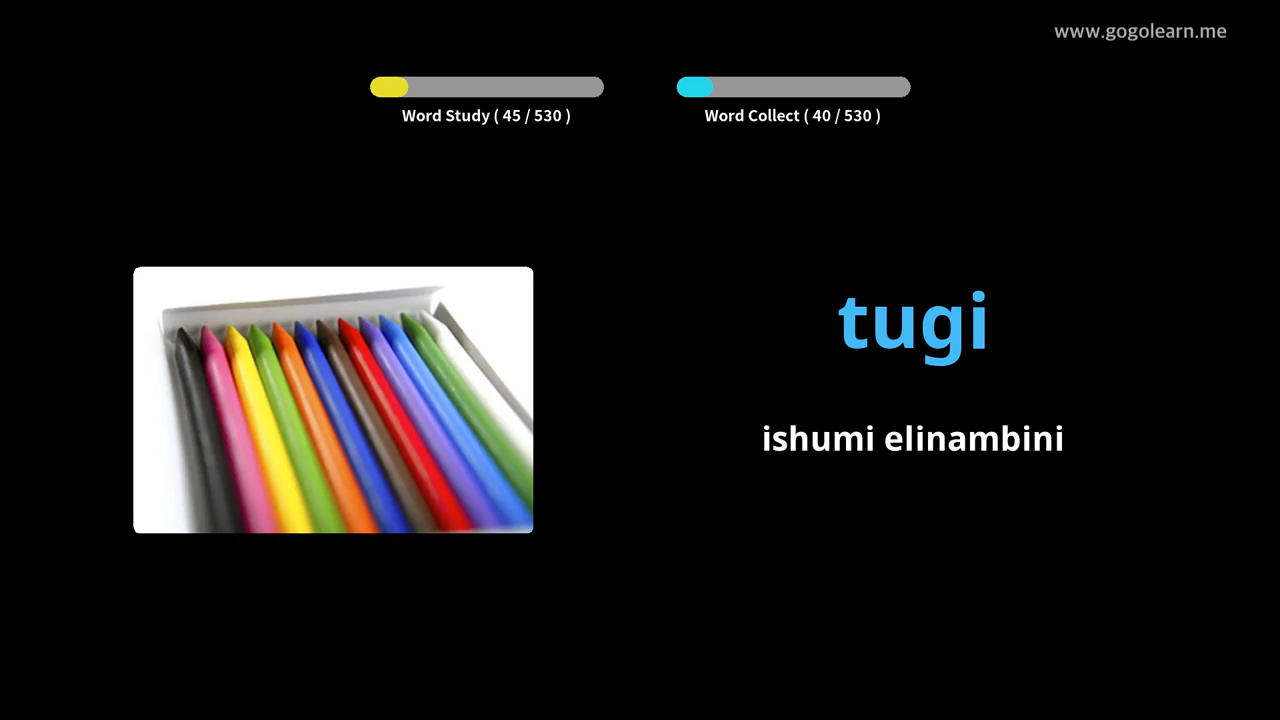 www.gogolearn.me
Word Study ( 45 / 530 )
Word Collect ( 40 / 530 )
tugi
ishumi elinambini